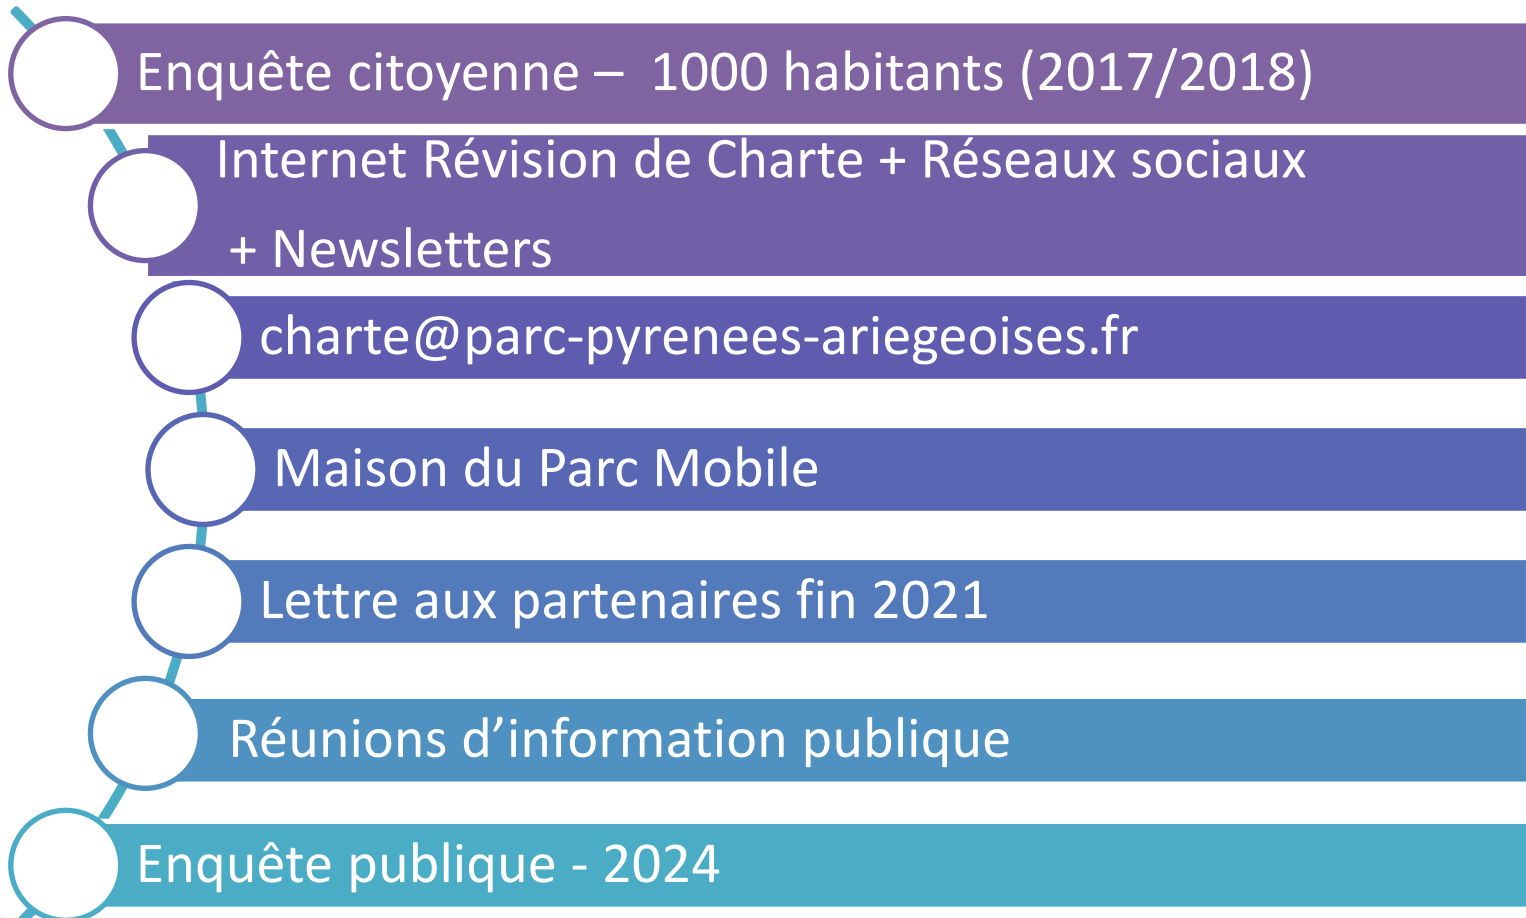 Enquête citoyenne – 1000 habitants (2017/2018)
Internet Révision de Charte + Réseaux sociaux
+ Newsletters
charte@parc-pyrenees-ariegeoises.fr
Maison du Parc Mobile
Lettre aux partenaires fin 2021
Réunions d’information publique
Enquête publique - 2024